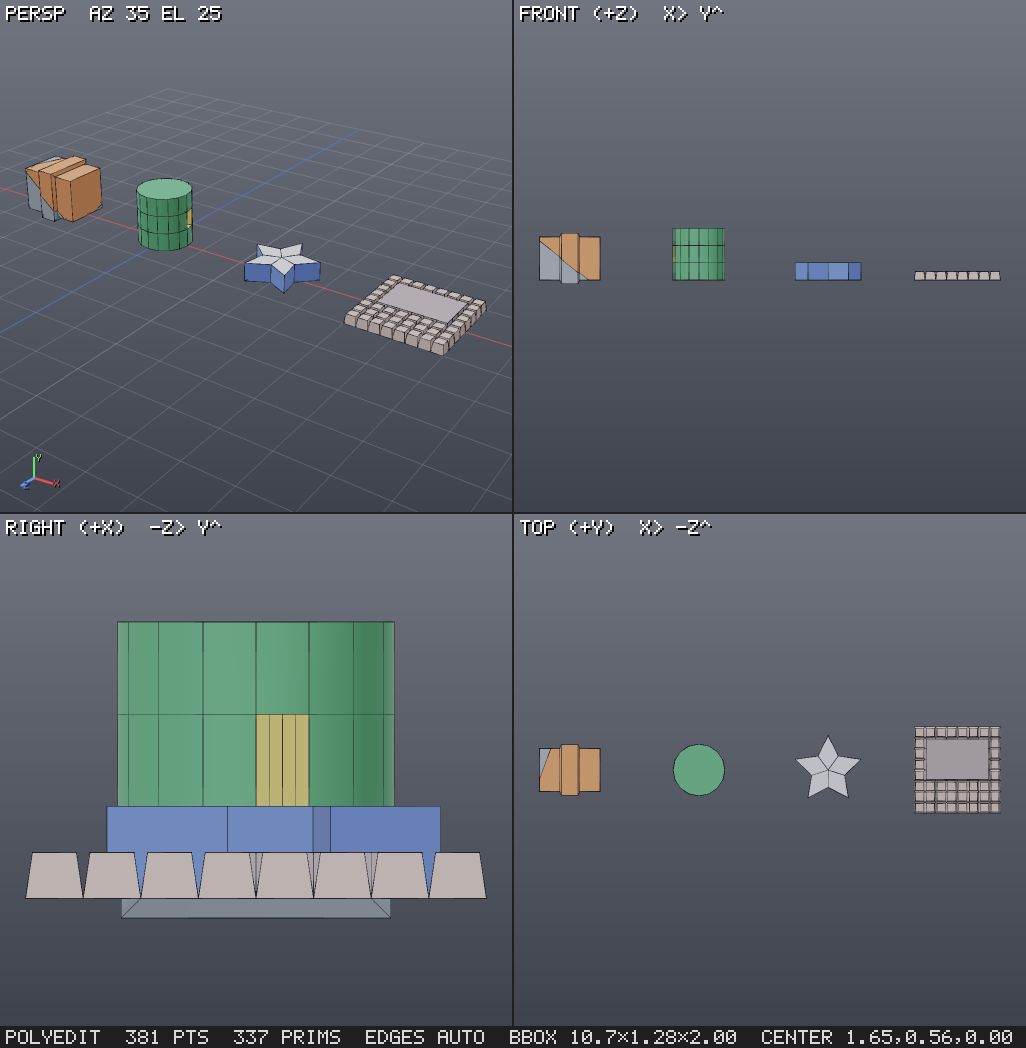 PERSP AZ 35 EL 25
FRONT (+Z) X> Y^
Y
X
Z
RIGHT (+X) -Z> Y^
TOP (+Y) X> -Z^
POLYEDIT 381 PTS 337 PRIMS EDGES AUTO BBOX 10.7×1.28×2.00 CENTER 1.65,0.56,0.00